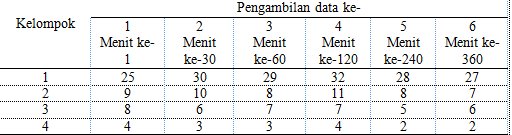 Pengambilan data ke-
Kelompok 1 2 3 4 5 6
Menit ke-1 Menit ke-30 Menit ke-60 Menit ke-120 Menit ke-240 Menit ke-360
1 25 30 29 32 28 27
2 9 10 8 11 8 7
3 8 6 7 7 5 6
4 4 3 3 4 2 2